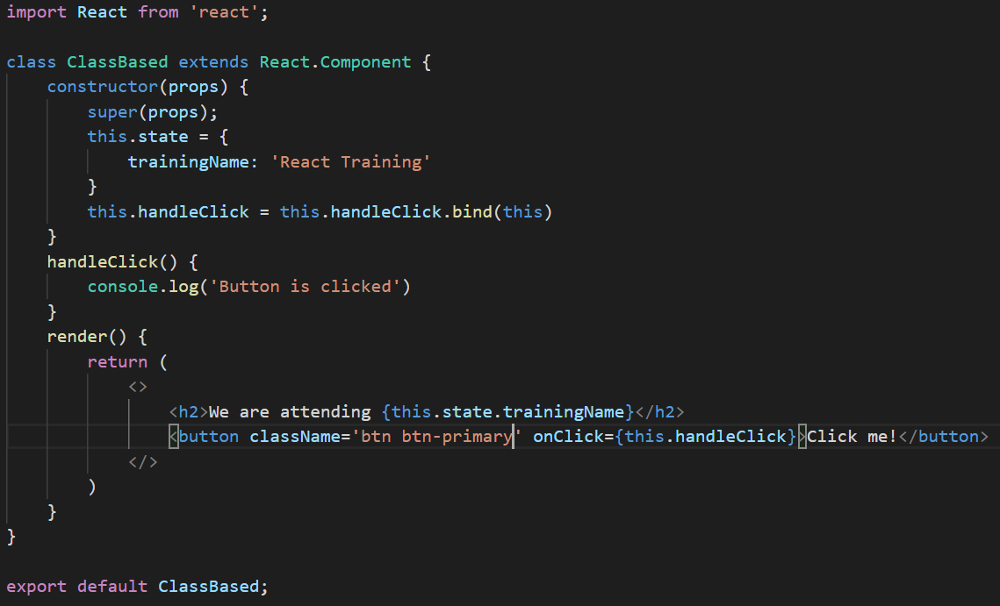 import React from 'react';
class ClassBased extends React.Component {
    constructor(props) {
        super(props);
        this.state = {
            trainingName: 'React Training'
        }
        this.handleClick = this.handleClick.bind(this)
    }
    handleClick() {
        console.log('Button is clicked')
    }
    render() {
        return (
            <>
                <h2>We are attending {this.state.trainingName}</h2>
                <button className='btn btn-primary' onClick={this.handleClick}>Click me!</button>
            </>
        )
    }
}
export default ClassBased;